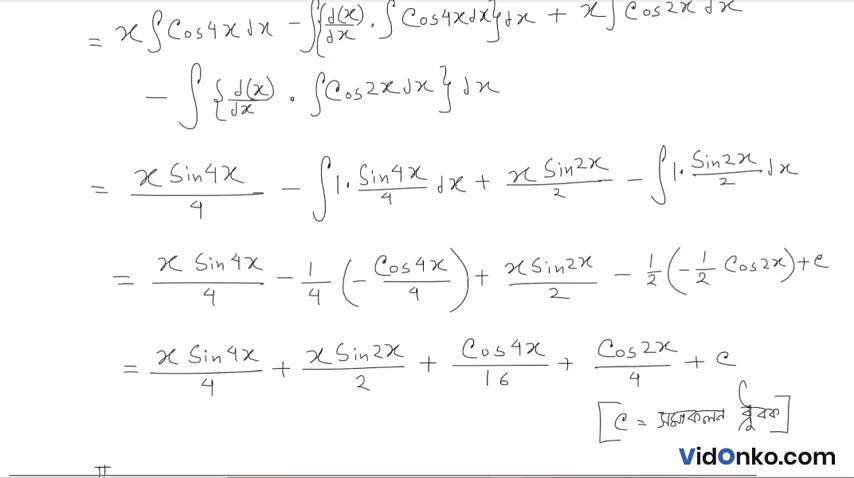 = x ∫ Cos4x dx − ∫{d(x)/dx . ∫ Cos4x dx} dx + x ∫ Cos2x dx
− ∫ {d(x)/dx . ∫ Cos2x dx} dx
= x Sin4x/4 − ∫ 1. Sin4x/4 dx + x Sin2x/2 − ∫ 1. Sin2x/2 dx
= x Sin4x/4 − 1/4 (− Cos4x/4) + x Sin2x/2 − 1/2 (− 1/2 Cos2x) + c
= x Sin4x/4 + x Sin2x/2 + Cos4x/16 + Cos2x/4 + c
[c = সমাকলন ধ্রুবক]
VidOnko.com
π